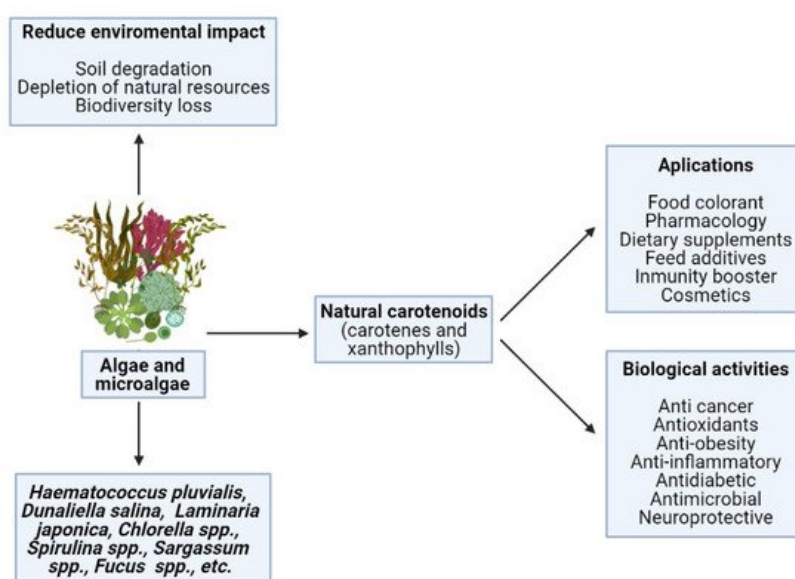 Reduce enviromental impact
Soil degradation
Depletion of natural resources
Biodiversity loss
Algae and
microalgae
Haematococcus pluvialis,
Dunaliella salina, Laminaria
japonica, Chlorella spp.,
Spirulina spp., Sargassum
spp., Fucus spp., etc.
Natural carotenoids
(carotenes and
xanthophylls)
Aplications
Food colorant
Pharmacology
Dietary supplements
Feed additives
Inmunity booster
Cosmetics
Biological activities
Anti cancer
Antioxidants
Anti-obesity
Anti-inflammatory
Antidiabetic
Antimicrobial
Neuroprotective